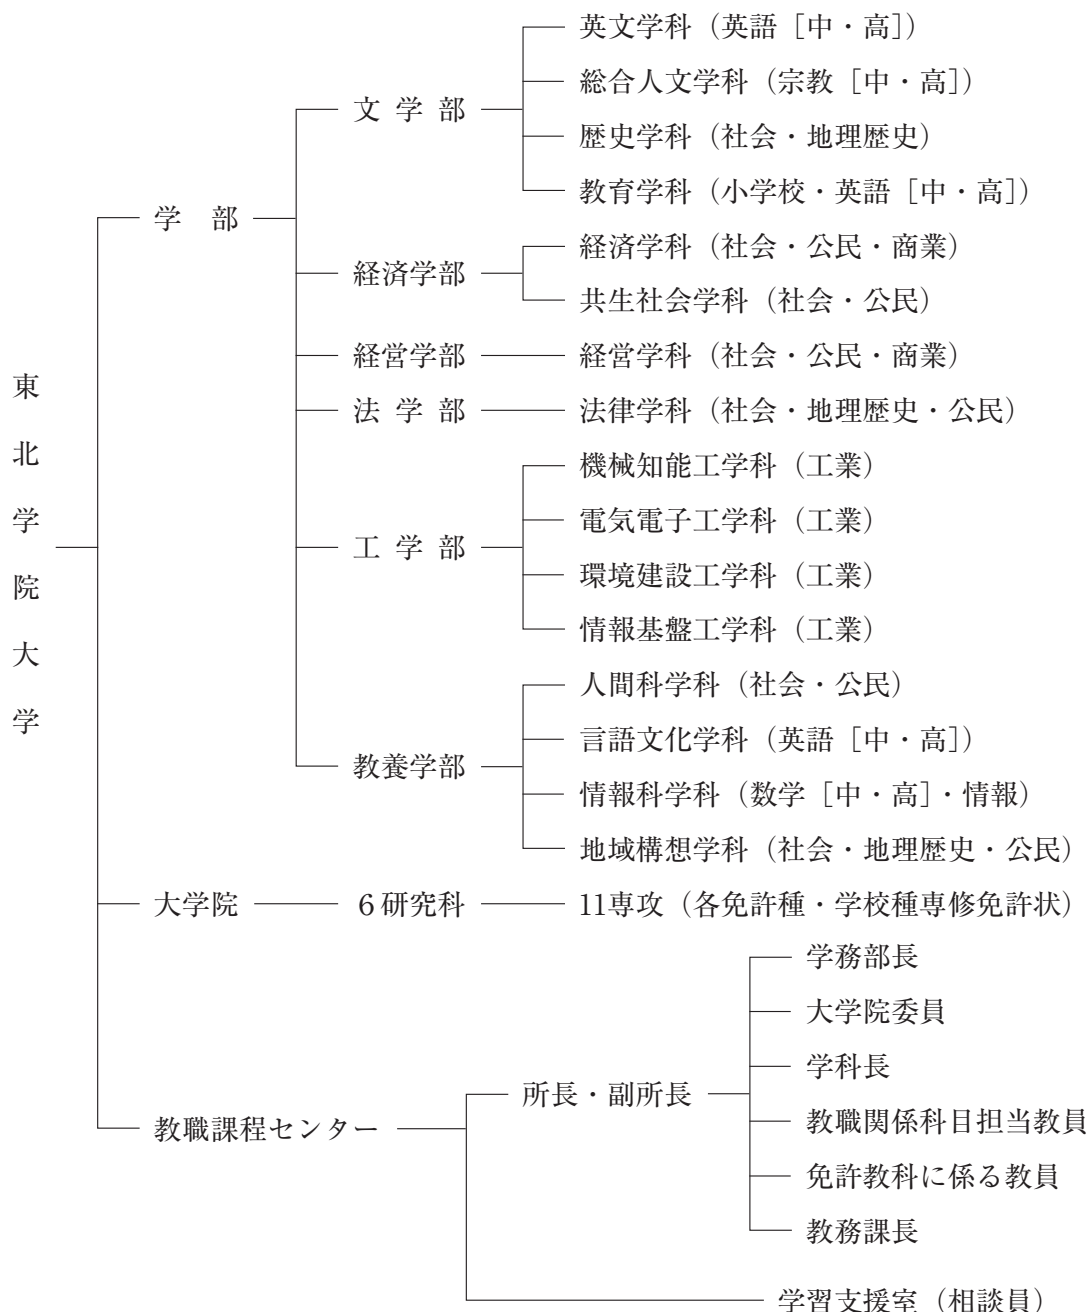 東北学院大学
学　部
文 学 部
英文学科（英語［中・高］）
総合人文学科（宗教［中・高］）
歴史学科（社会・地理歴史）
教育学科（小学校・英語［中・高］）
経済学部
経済学科（社会・公民・商業）
共生社会学科（社会・公民）
経営学部
経営学科（社会・公民・商業）
法 学 部
法律学科（社会・地理歴史・公民）
工 学 部
機械知能工学科（工業）
電気電子工学科（工業）
環境建設工学科（工業）
情報基盤工学科（工業）
教養学部
人間科学科（社会・公民）
言語文化学科（英語［中・高］）
情報科学科（数学［中・高］・情報）
地域構想学科（社会・地理歴史・公民）
大学院
６研究科
11専攻（各免許種・学校種専修免許状）
教職課程センター
所長・副所長
学務部長
大学院委員
学科長
教職関係科目担当教員
免許教科に係る教員
教務課長
学習支援室（相談員）